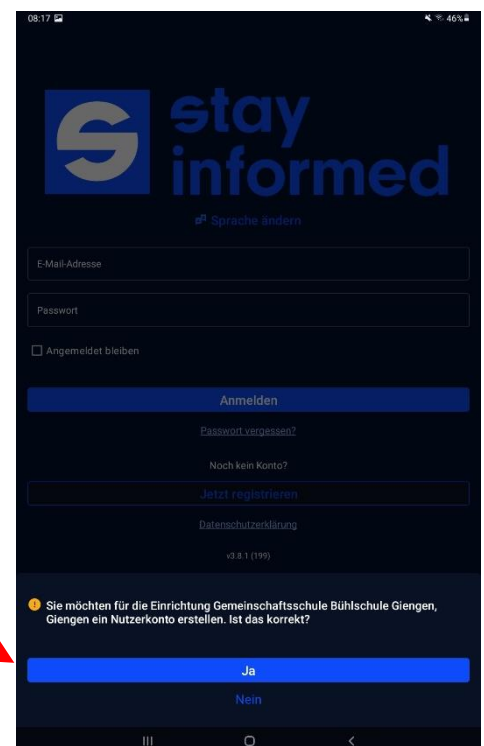 08:17
46%
stay
informed
Sprache ändern
E-Mail-Adresse
Passwort
Angemeldet bleiben
Anmelden
Passwort vergessen?
Noch kein Konto?
Jetzt registrieren
Datenschutzerklärung
v3.8.1 (199)
Sie möchten für die Einrichtung Gemeinschaftsschule Bühlschule Giengen,
Giengen ein Nutzerkonto erstellen. Ist das korrekt?
Ja
Nein